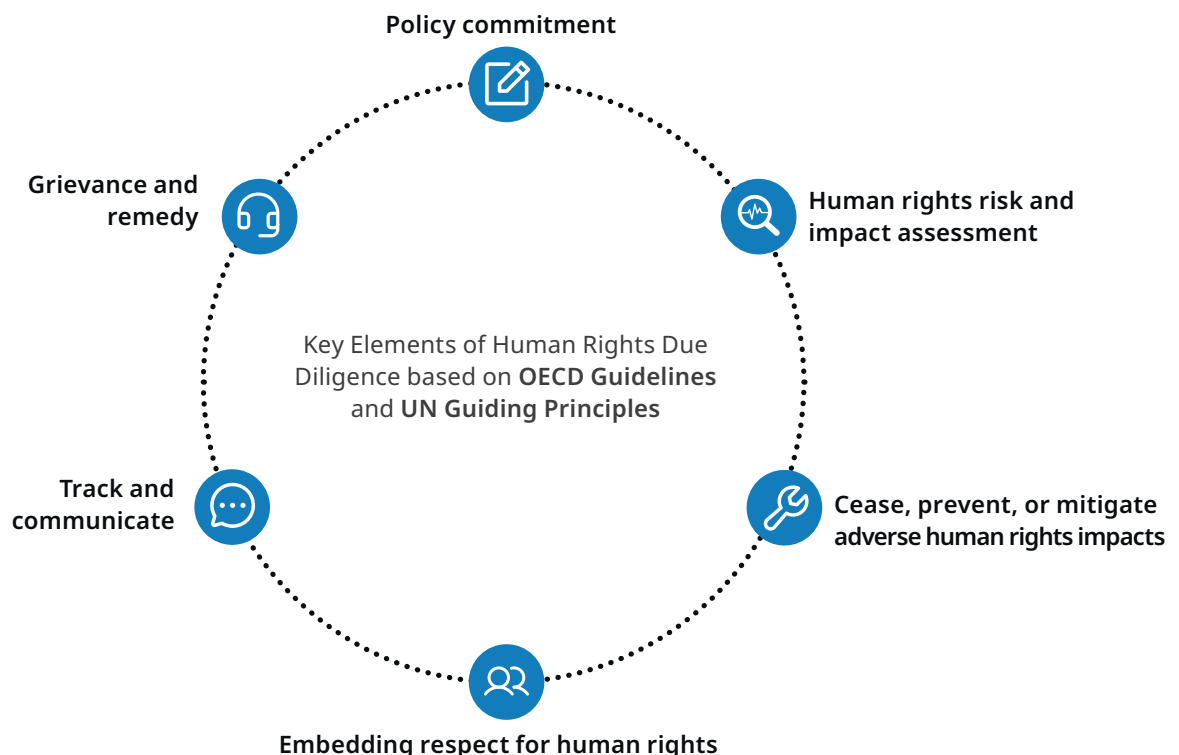 Policy commitment
Grievance and
remedy
Human rights risk and
impact assessment
Key Elements of Human Rights Due
Diligence based on OECD Guidelines
and UN Guiding Principles
Track and
communicate
Cease, prevent, or mitigate
adverse human rights impacts
Embedding respect for human rights